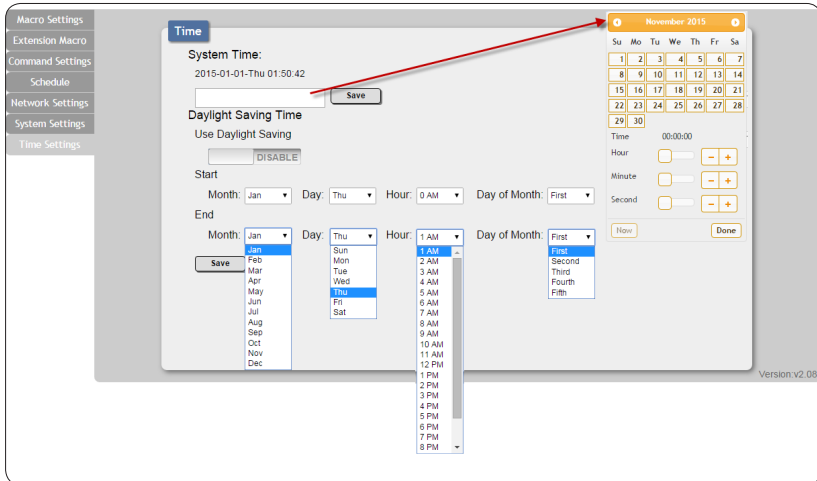 Macro Settings
Extension Macro
Command Settings
Schedule
Network Settings
System Settings
Time Settings
Time
System Time:
2015-01-01-Thu 01:50:42
Save
Daylight Saving Time
Use Daylight Saving
DISABLE
Start
Month: Jan Day: Thu Hour: 0 AM Day of Month: First
End
Month: Jan Day: Thu Hour: 1 AM Day of Month: First
Save
Jan
Feb
Mar
Apr
May
Jun
Jul
Aug
Sep
Oct
Nov
Dec
Sun
Mon
Tue
Wed
Thu
Fri
Sat
1 AM
2 AM
3 AM
4 AM
5 AM
6 AM
7 AM
8 AM
9 AM
10 AM
11 AM
12 PM
1 PM
2 PM
3 PM
4 PM
5 PM
6 PM
7 PM
8 PM
First
Second
Third
Fourth
Fifth
November 2015
Su Mo Tu We Th Fr Sa
1 2 3 4 5 6 7
8 9 10 11 12 13 14
15 16 17 18 19 20 21
22 23 24 25 26 27 28
29 30
Time 00:00:00
Hour - +
Minute - +
Second - +
Now Done
Version:v2.08